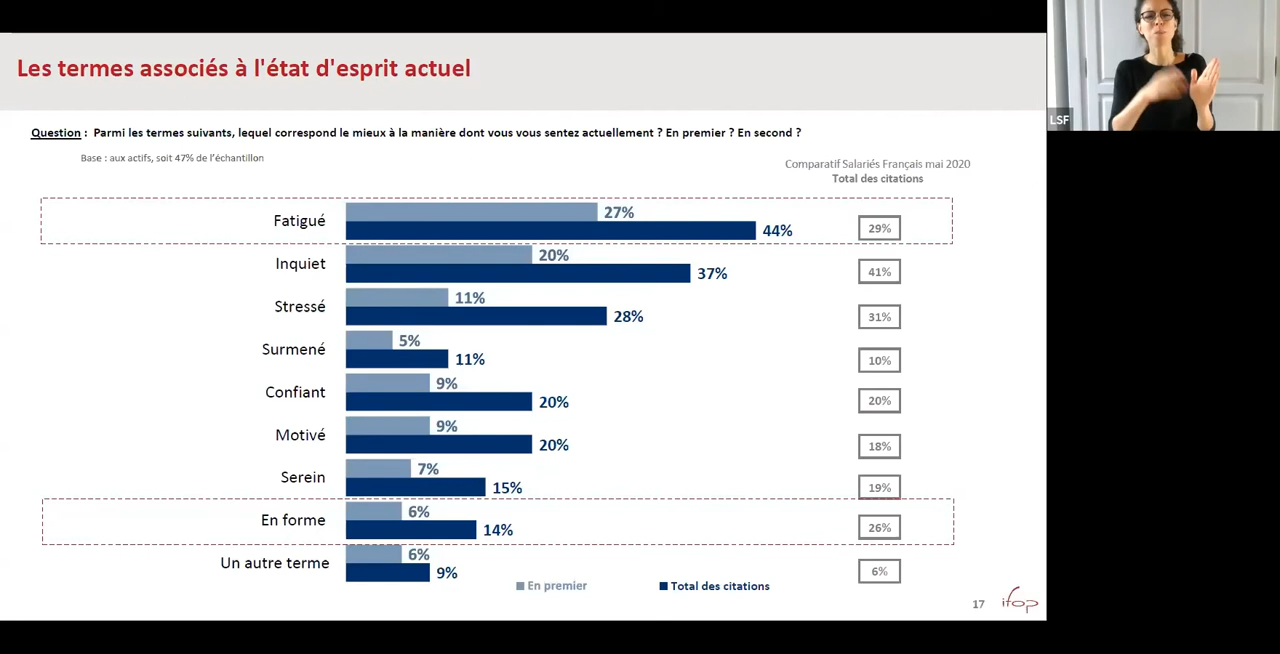 Les termes associés à l'état d'esprit actuel
LSF
Question : Parmi les termes suivants, lequel correspond le mieux à la manière dont vous vous sentez actuellement ? En premier ? En second ?
Base : aux actifs, soit 47% de l'échantillon
Comparatif Salariés Français mai 2020
Total des citations
Fatigué 27% 44% 29%
Inquiet 20% 37% 41%
Stressé 11% 28% 31%
Surmené 5% 11% 10%
Confiant 9% 20% 20%
Motivé 9% 20% 18%
Serein 7% 15% 19%
En forme 6% 14% 26%
Un autre terme 6% 9% 6%
En premier Total des citations
17 ifop